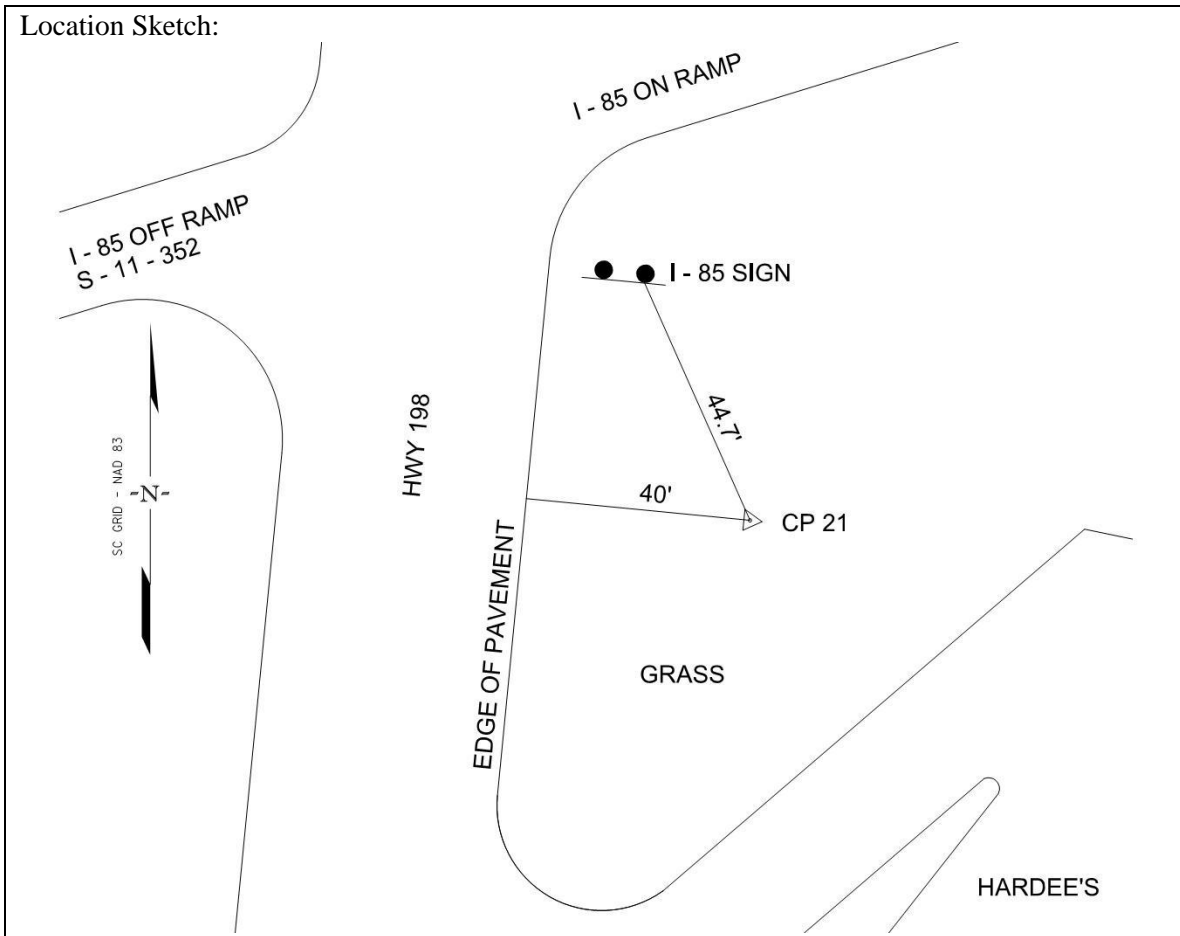 Location Sketch:
I - 85 ON RAMP
I - 85 OFF RAMP
S - 11 - 352
I - 85 SIGN
SC GRID - NAD 83
-N-
HWY 198
44.7'
40'
CP 21
EDGE OF PAVEMENT
GRASS
HARDEE'S